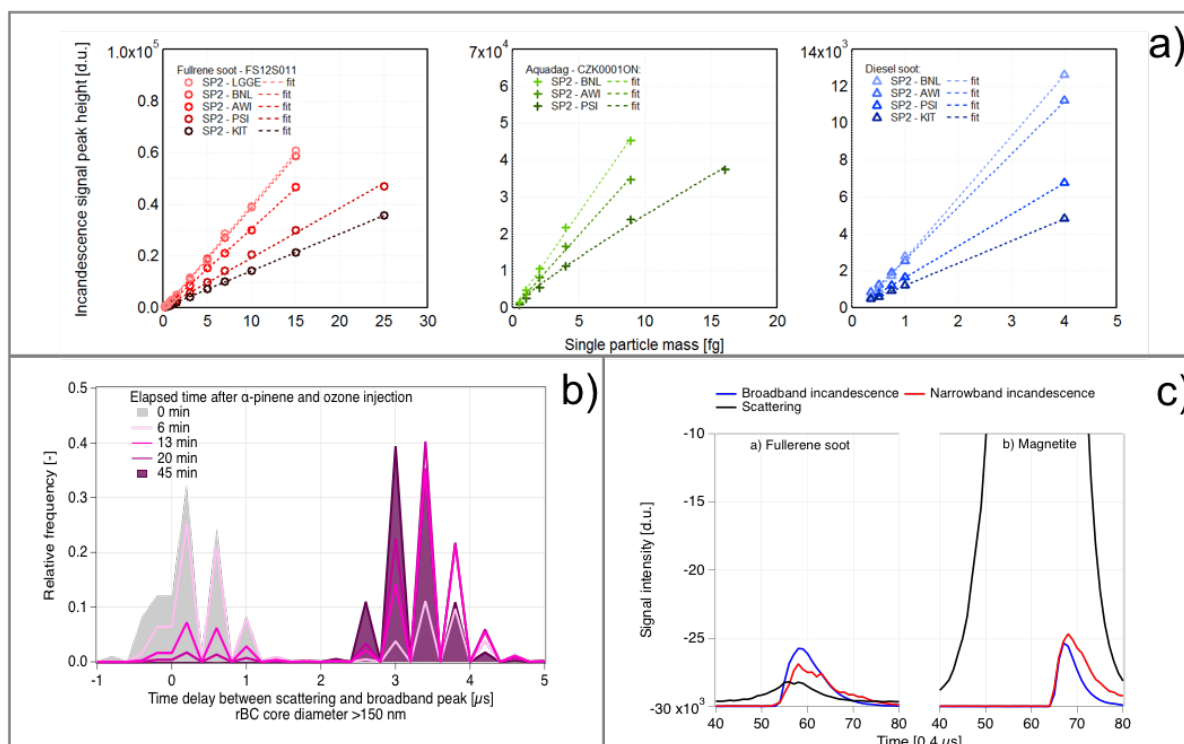 a)
Incandescence signal peak height [d.u.]
1.0x10⁵
0.8
0.6
0.4
0.2
0.0
Fullrene soot - FS12S011
SP2 - LGGE fit
SP2 - BNL fit
SP2 - AWI fit
SP2 - PSI fit
SP2 - KIT fit
0 5 10 15 20 25 30
7x10⁴
6
5
4
3
2
1
0
Aquadag - CZK0001ON:
SP2 - BNL fit
SP2 - AWI fit
SP2 - PSI fit
0 5 10 15 20
14x10³
12
10
8
6
4
2
0
Diesel soot:
SP2 - BNL fit
SP2 - AWI fit
SP2 - PSI fit
SP2 - KIT fit
0 1 2 3 4 5
Single particle mass [fg]
b)
Relative frequency [-]
0.5
0.4
0.3
0.2
0.1
0.0
Elapsed time after α-pinene and ozone injection
0 min
6 min
13 min
20 min
45 min
-1 0 1 2 3 4 5
Time delay between scattering and broadband peak [µs]
rBC core diameter >150 nm
c)
Broadband incandescence Narrowband incandescence
Scattering
Signal intensity [d.u.]
-10
-15
-20
-25
-30 x10³
a) Fullerene soot
b) Magnetite
40 50 60 70 80
40 50 60 70 80
Time [0.4 µs]